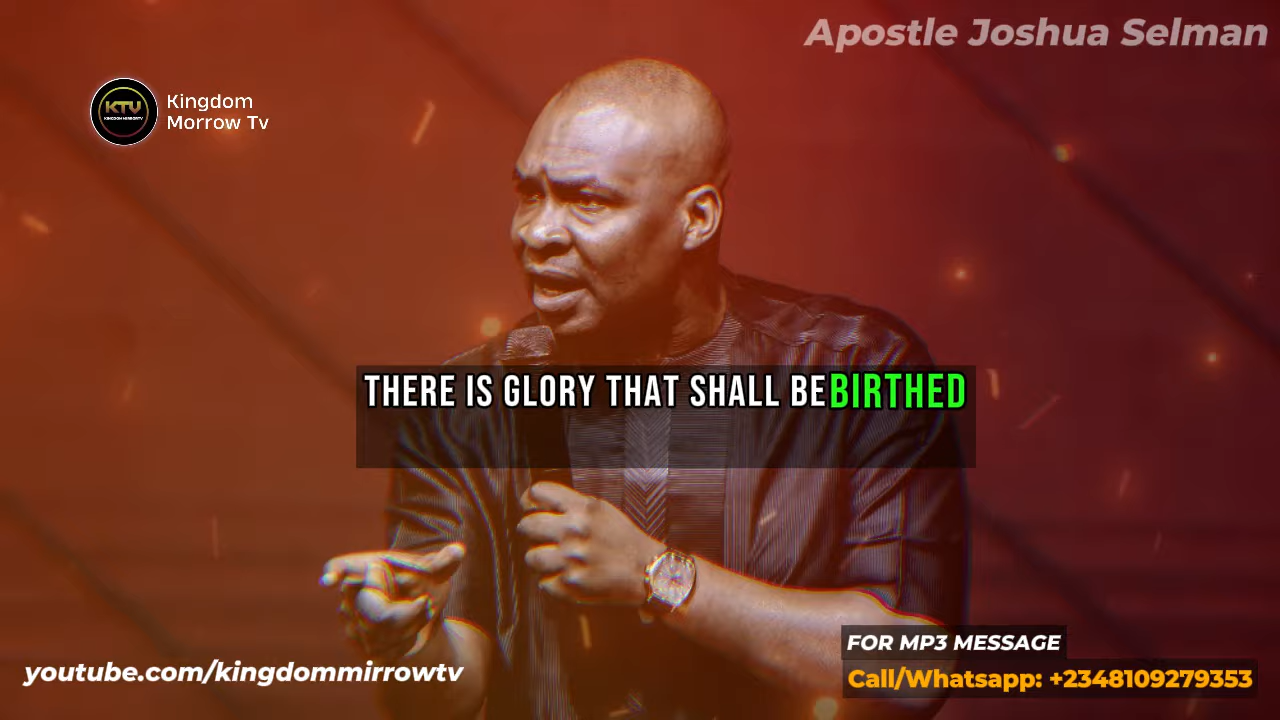 Apostle Joshua Selman
KTV
Kingdom
Morrow Tv
THERE IS GLORY THAT SHALL BE BIRTHED
FOR MP3 MESSAGE
youtube.com/kingdommirrowtv
Call/Whatsapp: +2348109279353